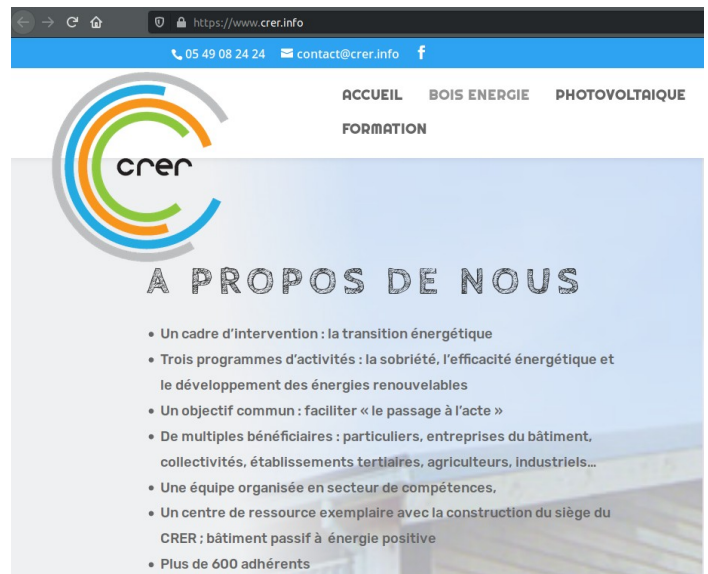 https://www.crer.info
05 49 08 24 24 contact@crer.info f
ACCUEIL BOIS ENERGIE PHOTOVOLTAIQUE
FORMATION
crer
A PROPOS DE NOUS
• Un cadre d'intervention : la transition énergétique
• Trois programmes d'activités : la sobriété, l'efficacité énergétique et
le développement des énergies renouvelables
• Un objectif commun : faciliter « le passage à l'acte »
• De multiples bénéficiaires : particuliers, entreprises du bâtiment,
collectivités, établissements tertiaires, agriculteurs, industriels…
• Une équipe organisée en secteur de compétences,
• Un centre de ressource exemplaire avec la construction du siège du
CRER ; bâtiment passif à énergie positive
• Plus de 600 adhérents